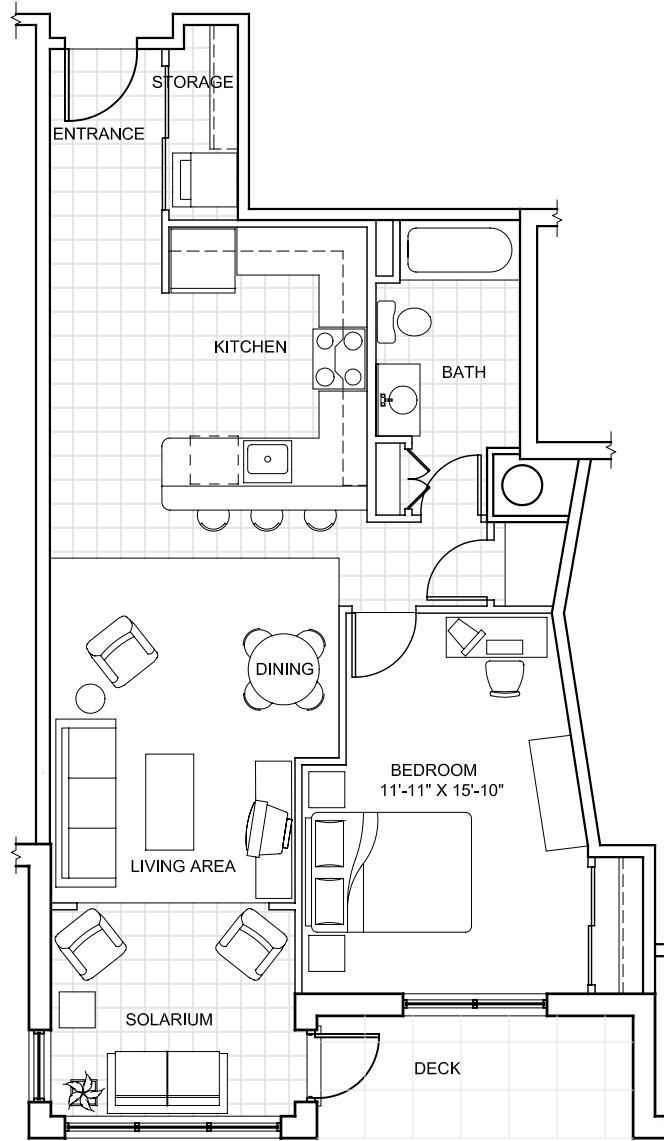 STORAGE
ENTRANCE
KITCHEN
BATH
DINING
BEDROOM
11'-11" X 15'-10"
LIVING AREA
SOLARIUM
DECK